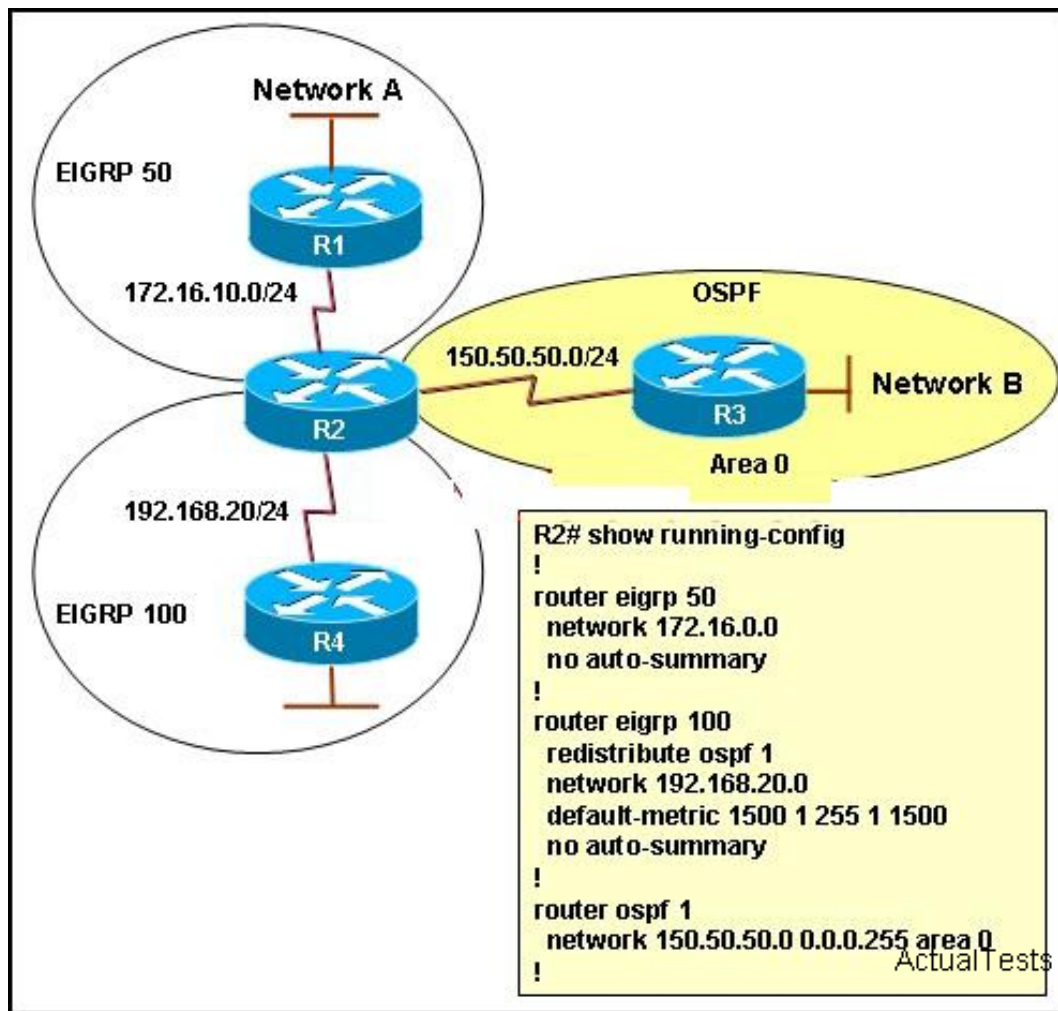 Network A
EIGRP 50
R1
172.16.10.0/24
OSPF
150.50.50.0/24
Network B
R2
R3
Area 0
192.168.20/24
EIGRP 100
R4
R2# show running-config
!
router eigrp 50
network 172.16.0.0
no auto-summary
!
router eigrp 100
redistribute ospf 1
network 192.168.20.0
default-metric 1500 1 255 1 1500
no auto-summary
!
router ospf 1
network 150.50.50.0 0.0.0.255 area 0
!
ActualTests